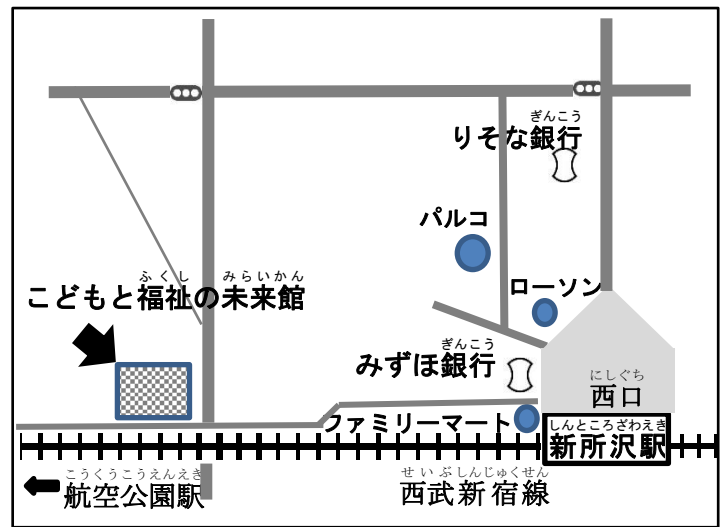 ぎんこう
りそな銀行
パルコ
ふくし みらいかん
こどもと福祉の未来館
ローソン
ぎんこう
みずほ銀行
にしぐち
西口
ファミリーマート
しんところざわえき
新所沢駅
こうくうこうえんえき
航空公園駅
せいぶしんじゅくせん
西武新宿線